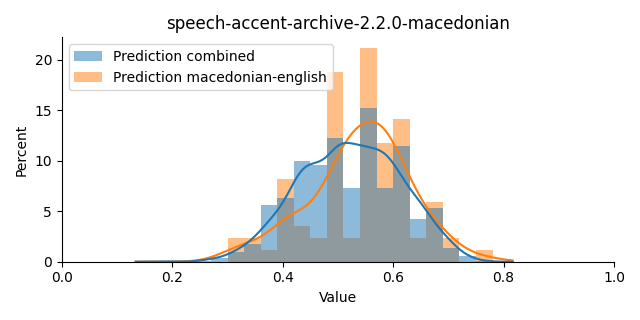 speech-accent-archive-2.2.0-macedonian
Prediction combined
Prediction macedonian-english
Percent
20
15
10
5
0
0.0 0.2 0.4 0.6 0.8 1.0
Value